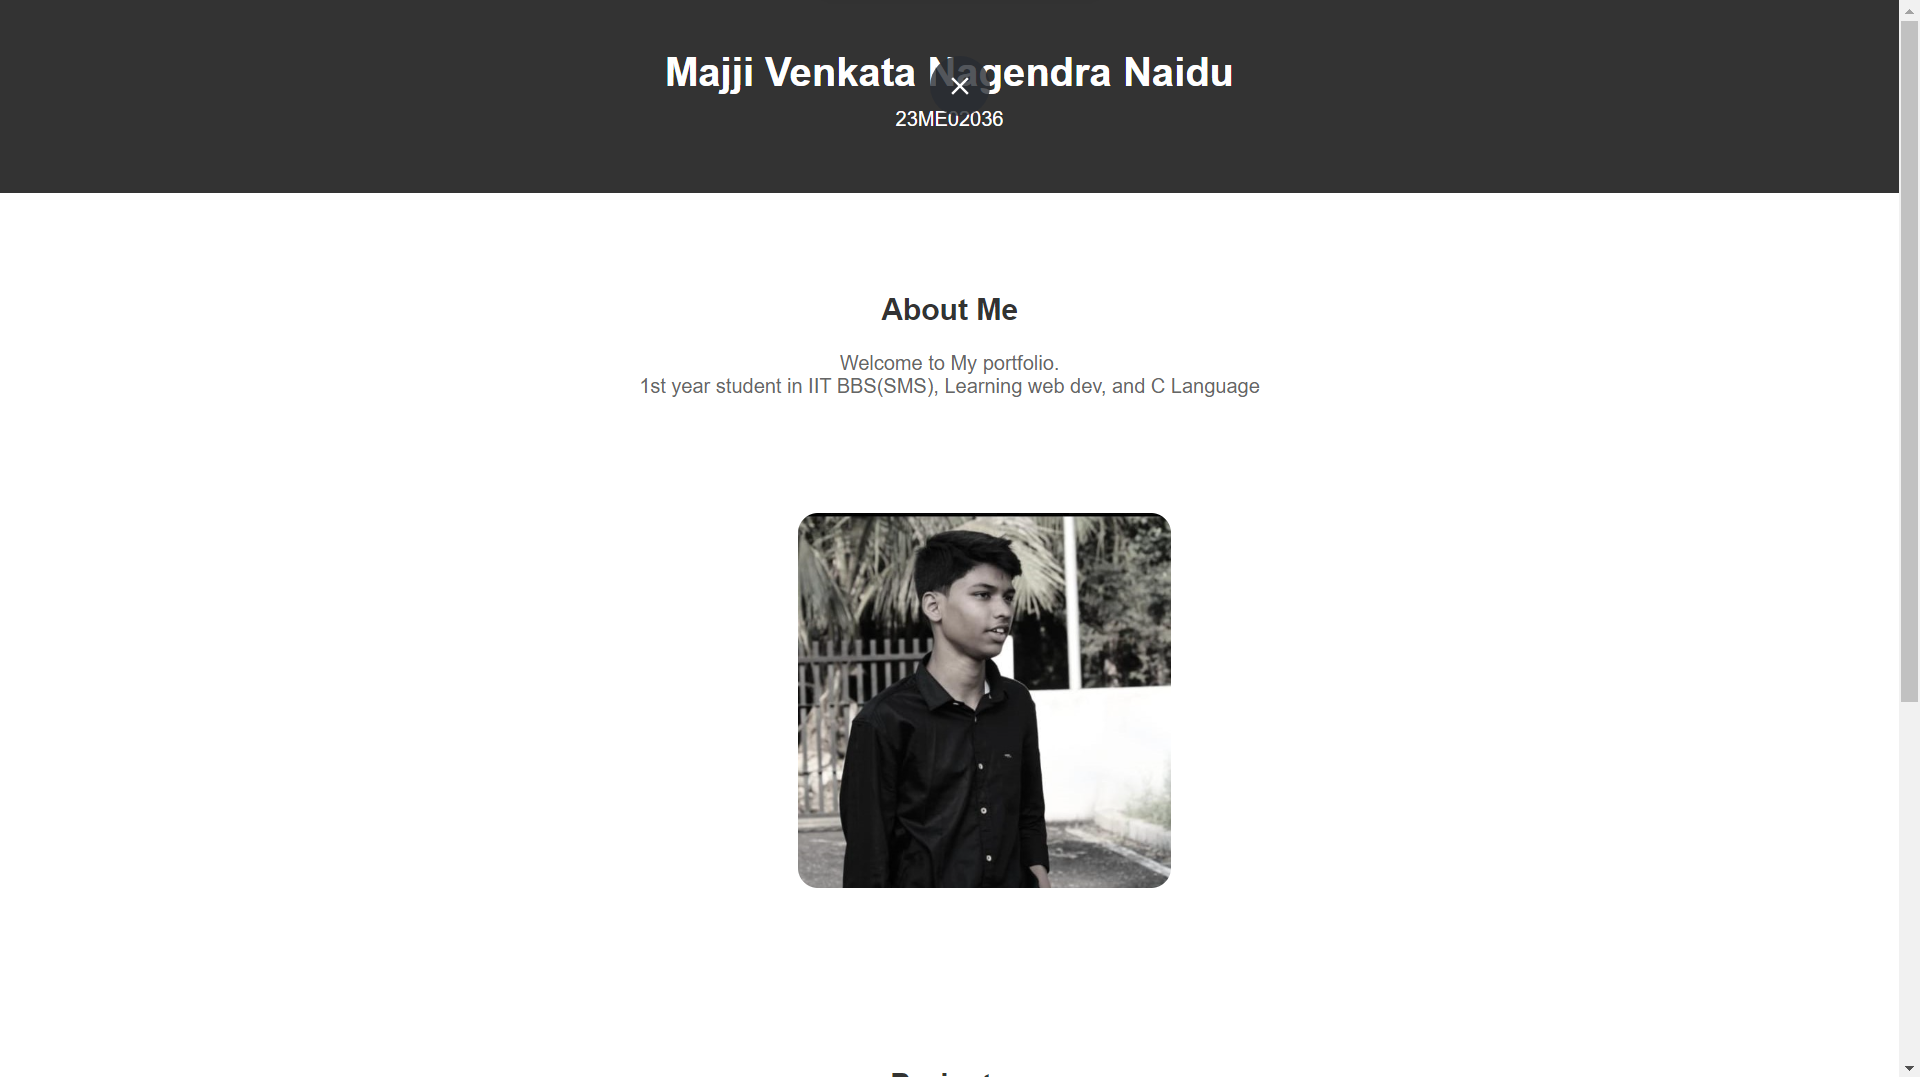 Majji Venkata Nagendra Naidu
23ME02036
About Me
Welcome to My portfolio.
1st year student in IIT BBS(SMS), Learning web dev, and C Language